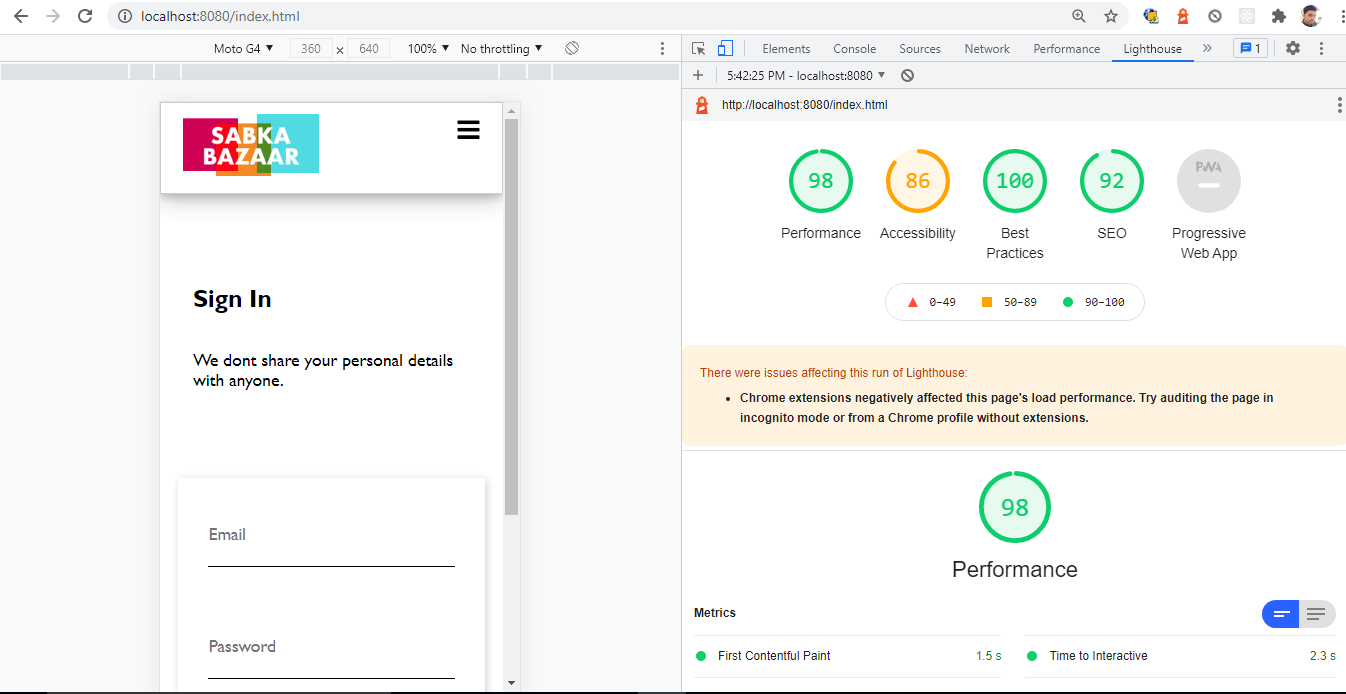 localhost:8080/index.html
Moto G4 360 x 640 100% No throttling
Elements Console Sources Network Performance Lighthouse 1
5:42:25 PM - localhost:8080
http://localhost:8080/index.html
SABKA
BAZAAR
Sign In
We dont share your personal details
with anyone.
Email
Password
98 86 100 92 PWA
Performance Accessibility Best SEO Progressive
Practices Web App
0–49 50–89 90–100
There were issues affecting this run of Lighthouse:
• Chrome extensions negatively affected this page's load performance. Try auditing the page in
incognito mode or from a Chrome profile without extensions.
98
Performance
Metrics
First Contentful Paint 1.5 s Time to Interactive 2.3 s